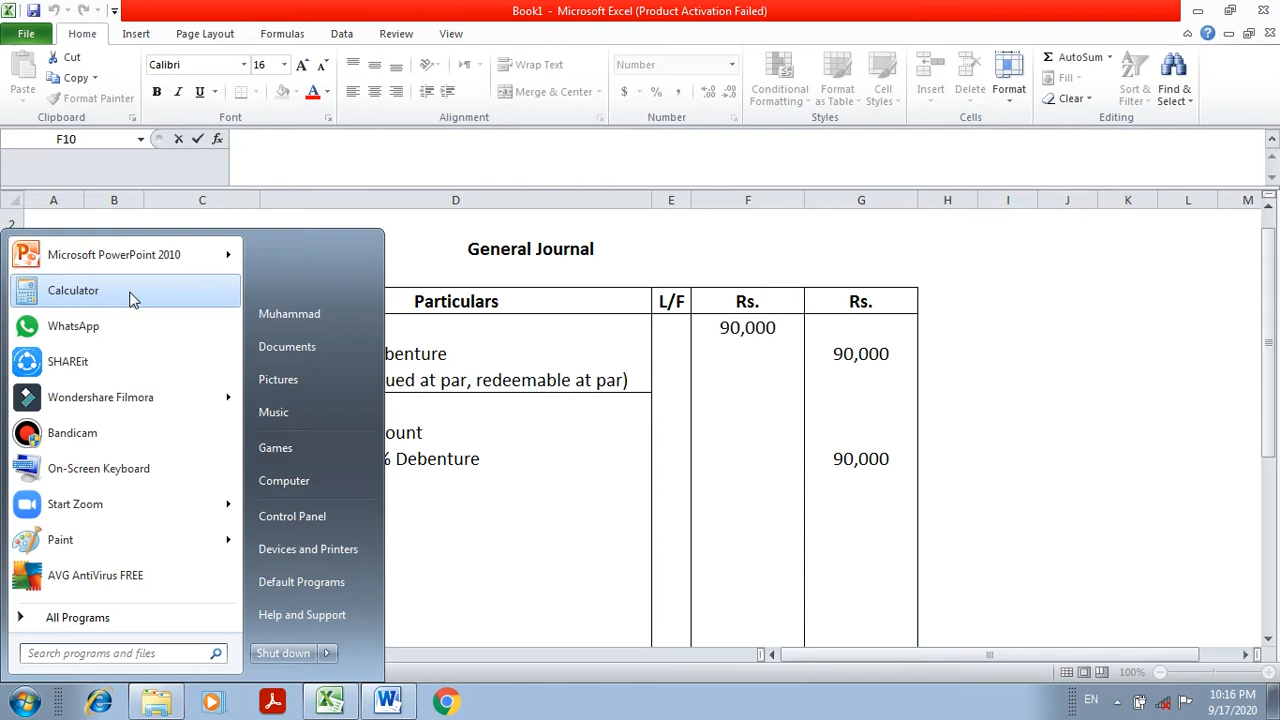 Book1 - Microsoft Excel (Product Activation Failed)
File Home Insert Page Layout Formulas Data Review View
Paste
Cut
Copy
Format Painter
Clipboard
Calibri 16
B I U
Font
Wrap Text
Merge & Center
Alignment
Number
$ % ,
Number
Conditional Formatting
Format as Table
Cell Styles
Styles
Insert Delete Format
Cells
AutoSum
Fill
Clear
Sort & Filter
Find & Select
Editing
F10
fx
A B C D E F G H I J K L M
2
General Journal
Particulars L/F Rs. Rs.
90,000
benture 90,000
ued at par, redeemable at par)
ount
% Debenture 90,000
Microsoft PowerPoint 2010
Calculator
WhatsApp
SHAREit
Wondershare Filmora
Bandicam
On-Screen Keyboard
Start Zoom
Paint
AVG AntiVirus FREE
All Programs
Search programs and files
Muhammad
Documents
Pictures
Music
Games
Computer
Control Panel
Devices and Printers
Default Programs
Help and Support
Shut down
100%
EN
10:16 PM
9/17/2020